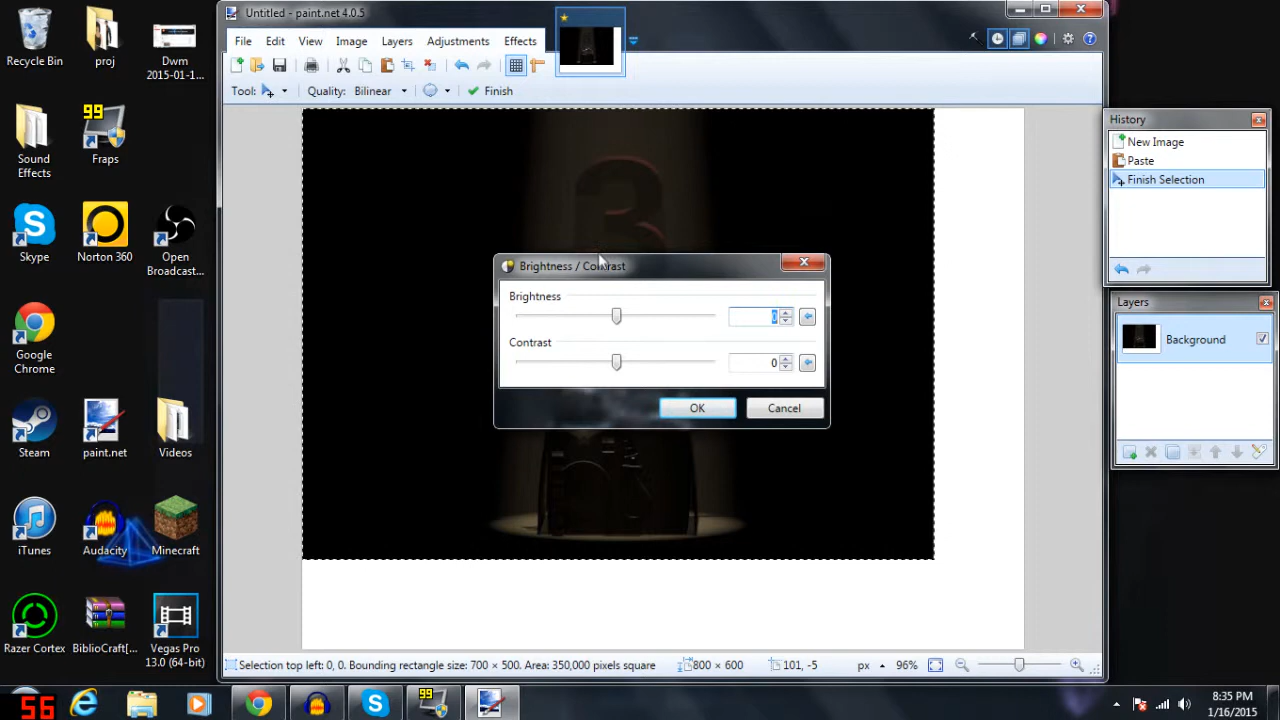 Untitled - paint.net 4.0.5
File Edit View Image Layers Adjustments Effects
Tool: Quality: Bilinear Finish
Recycle Bin
proj
Dwm
2015-01-1...
Sound
Effects
99
Fraps
Skype
Norton 360
Open
Broadcast...
Google
Chrome
Steam
paint.net
Videos
iTunes
Audacity
Minecraft
Razer Cortex
BiblioCraft[...
Vegas Pro
13.0 (64-bit)
3
Brightness / Contrast
Brightness
0
Contrast
0
OK Cancel
History
New Image
Paste
Finish Selection
Layers
Background
Selection top left: 0, 0. Bounding rectangle size: 700 × 500. Area: 350,000 pixels square
800 × 600
101, -5
px
96%
56
99
8:35 PM
1/16/2015